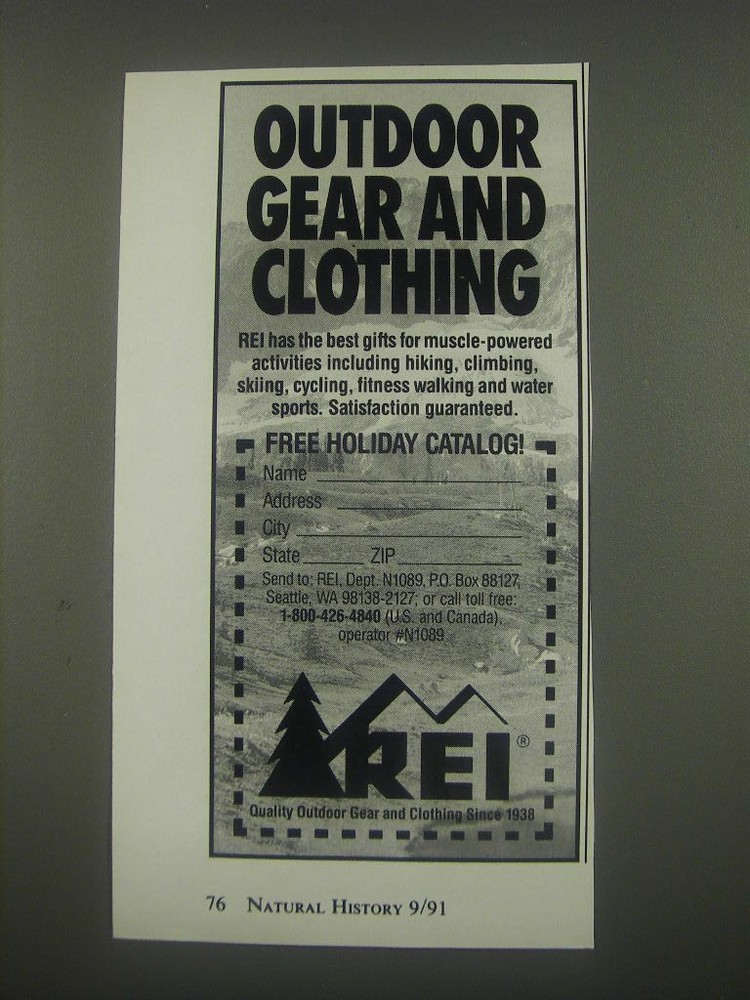 OUTDOOR
GEAR AND
CLOTHING
REI has the best gifts for muscle-powered
activities including hiking, climbing,
skiing, cycling, fitness walking and water
sports. Satisfaction guaranteed.
FREE HOLIDAY CATALOG!
Name
Address
City
State ZIP
Send to: REI, Dept. N1089, P.O. Box 88127,
Seattle, WA 98138-2127; or call toll free:
1-800-426-4840 (U.S. and Canada),
operator #N1089
REI®
Quality Outdoor Gear and Clothing Since 1938
76 NATURAL HISTORY 9/91